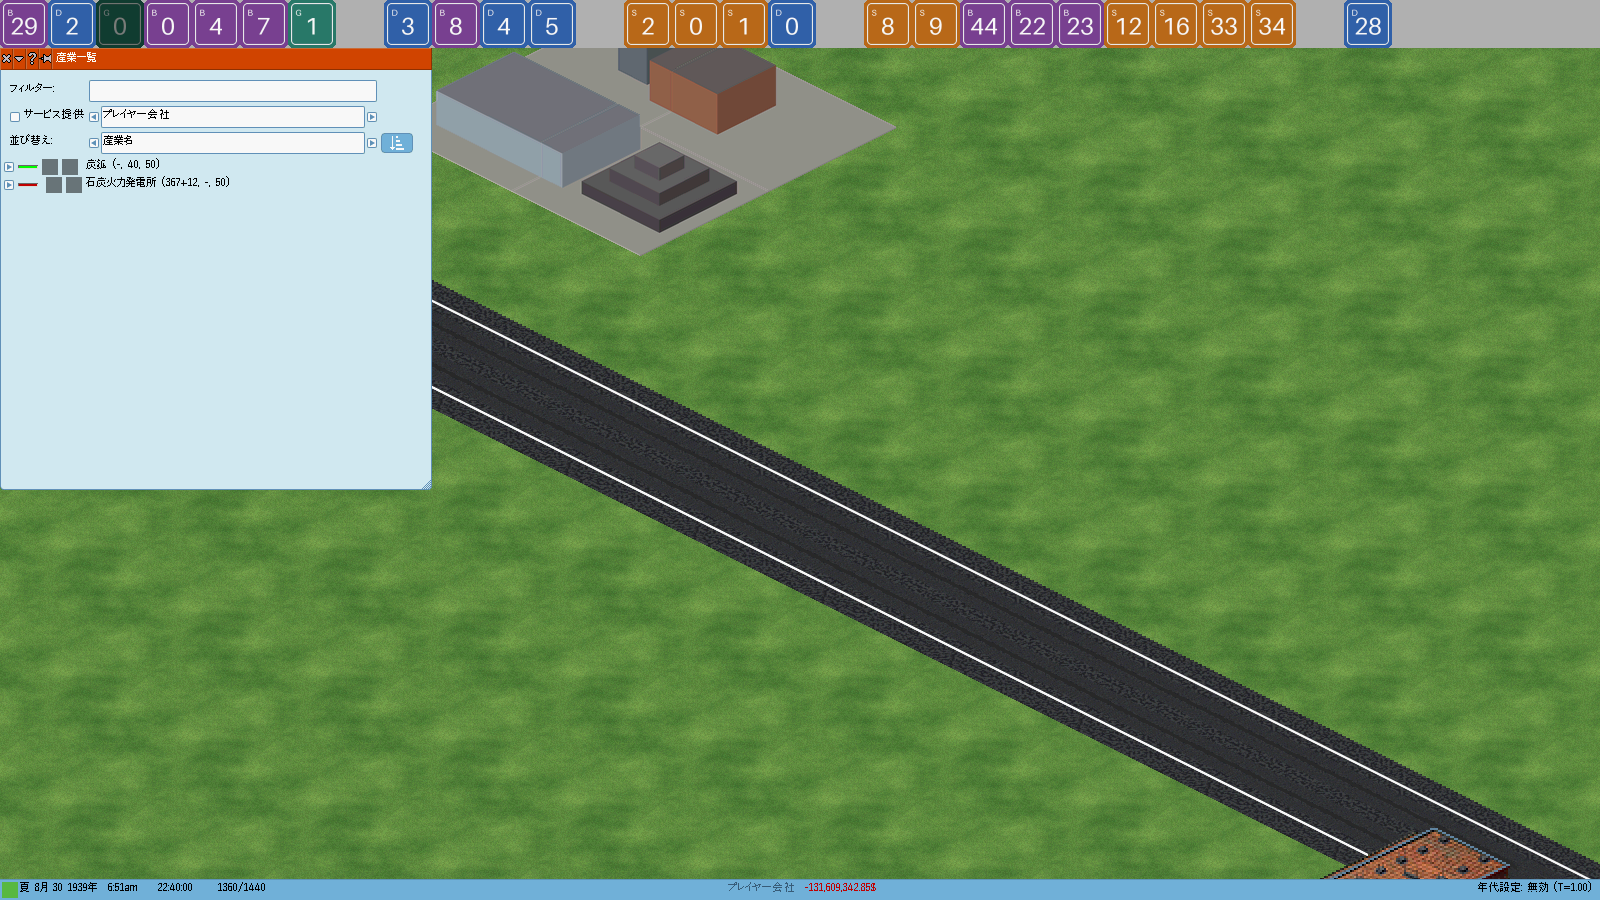 B 29 D 2 G 0 B 0 B 4 B 7 G 1 D 3 B 8 D 4 D 5 S 2 S 0 S 1 D 0 S 8 S 9 B 44 B 22 B 23 S 12 S 16 S 33 S 34 D 28
産業一覧
フィルター:
サービス提供 プレイヤー会社
並び替え: 産業名
炭鉱 (-, 40, 50)
石炭火力発電所 (367+12, -, 50)
夏 8月 30 1939年 6:51am 22:40:00 1360/1440 プレイヤー会社 -131,609,342.85$ 年代設定: 無効 (T=1.00)